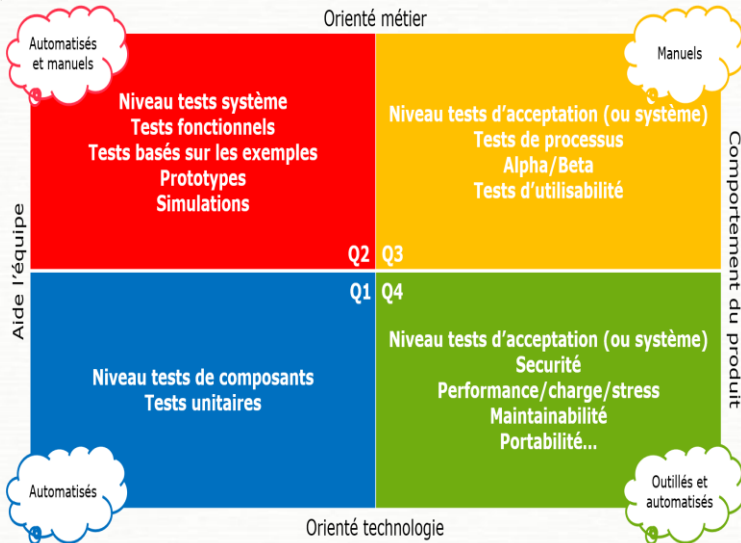 Orienté métier
Automatisés
et manuels
Manuels
Niveau tests système
Tests fonctionnels
Tests basés sur les exemples
Prototypes
Simulations
Niveau tests d'acceptation (ou système)
Tests de processus
Alpha/Beta
Tests d'utilisabilité
Aide l'équipe
Comportement du produit
Q2
Q3
Q1
Q4
Niveau tests de composants
Tests unitaires
Niveau tests d'acceptation (ou système)
Securité
Performance/charge/stress
Maintainabilité
Portabilité...
Automatisés
Outillés et
automatisés
Orienté technologie